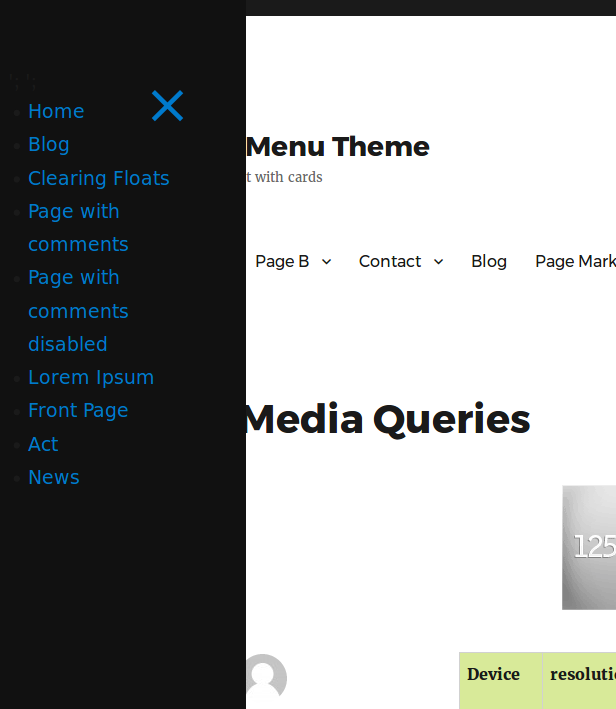 Home
Blog
Clearing Floats
Page with
comments
Page with
comments
disabled
Lorem Ipsum
Front Page
Act
News
Menu Theme
t with cards
Page B
Contact
Blog
Page Mark
Media Queries
125
Device
resoluti